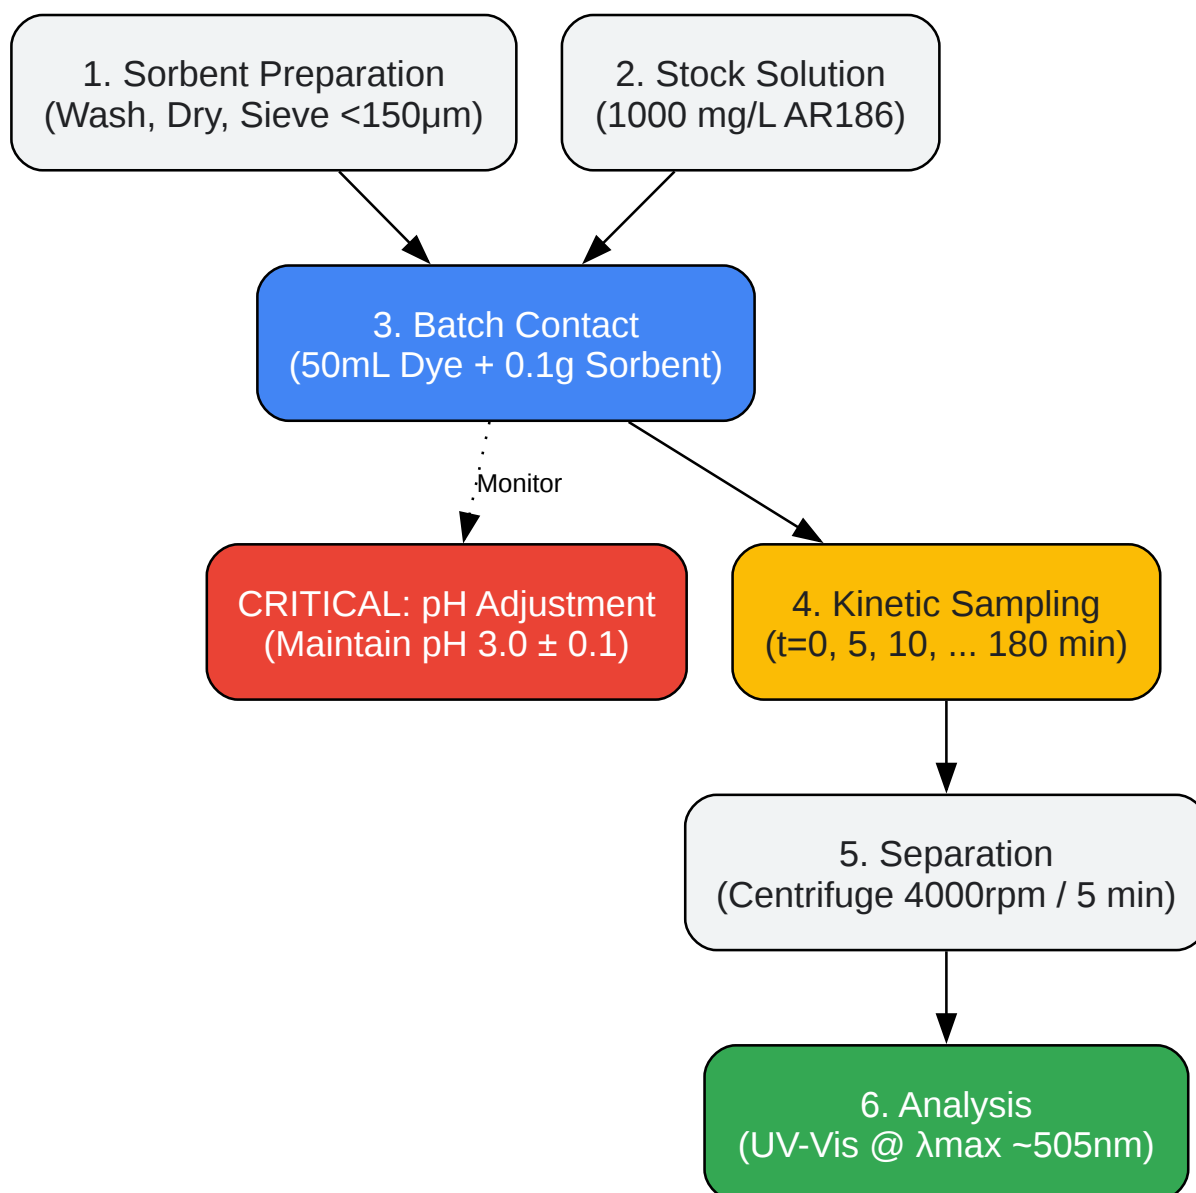 1. Sorbent Preparation
(Wash, Dry, Sieve <150μm)
2. Stock Solution
(1000 mg/L AR186)
3. Batch Contact
(50mL Dye + 0.1g Sorbent)
Monitor
CRITICAL: pH Adjustment
(Maintain pH 3.0 ± 0.1)
4. Kinetic Sampling
(t=0, 5, 10, ... 180 min)
5. Separation
(Centrifuge 4000rpm / 5 min)
6. Analysis
(UV-Vis @ λmax ~505nm)